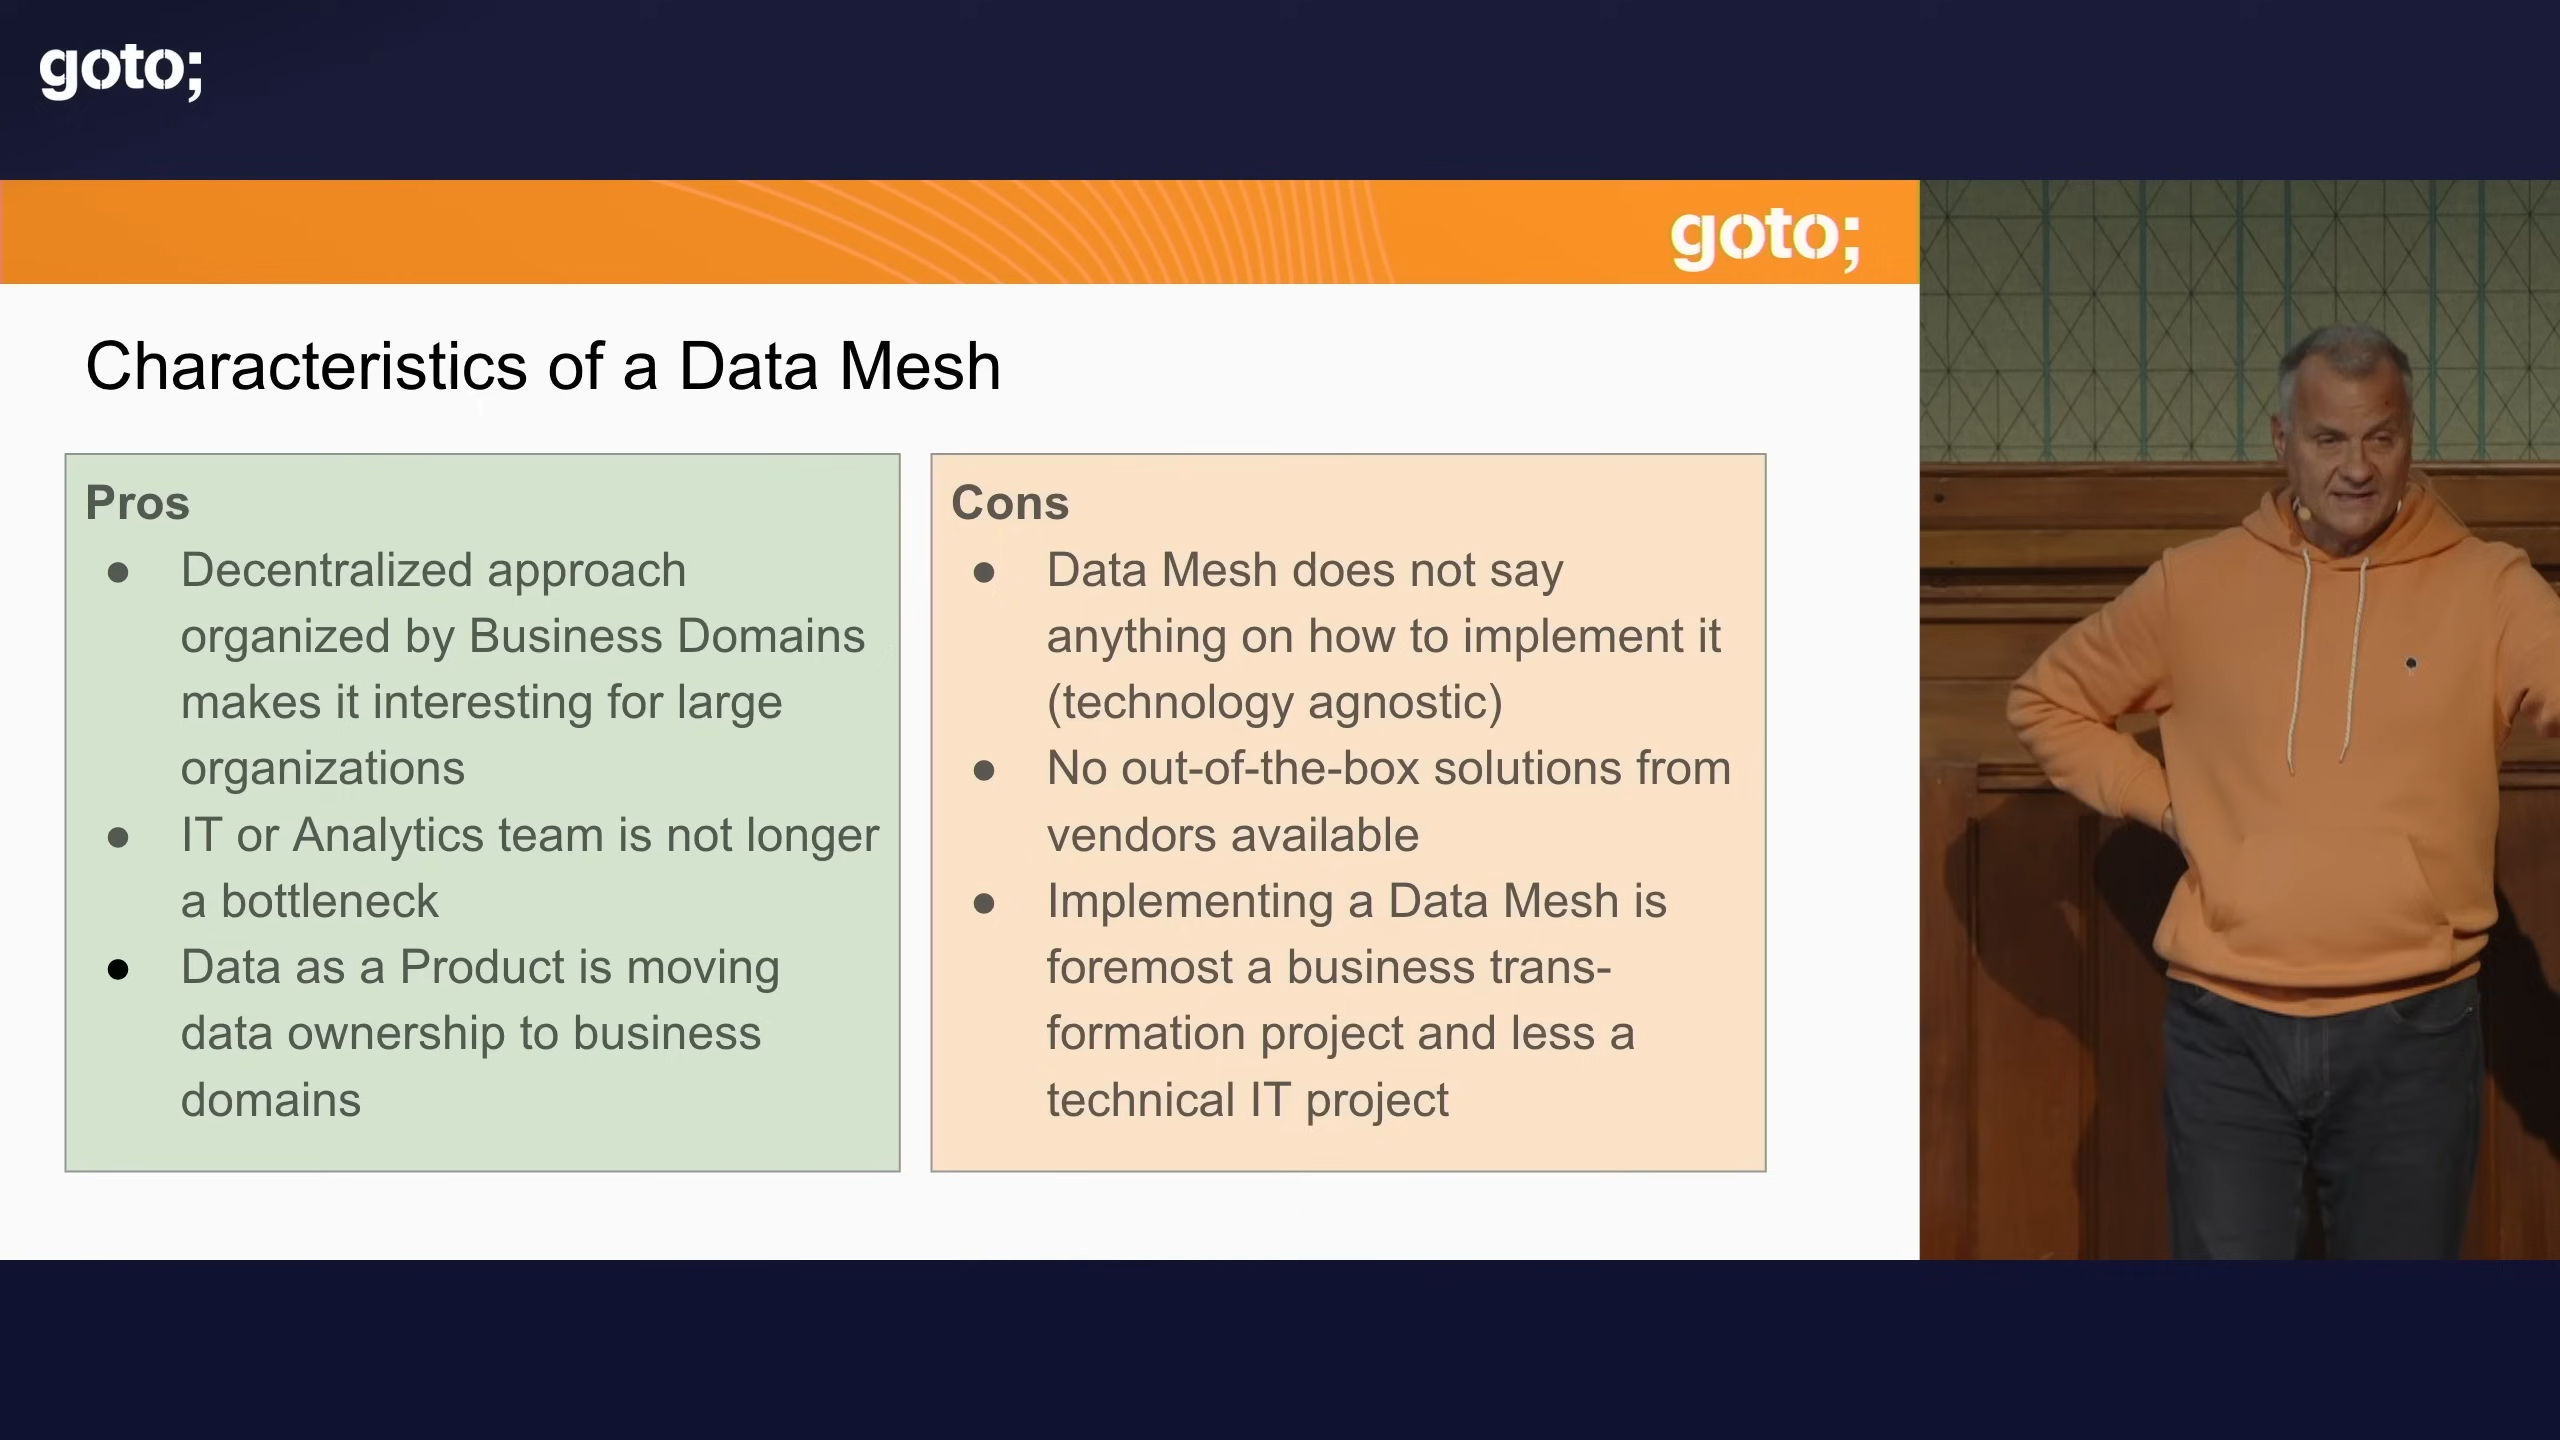 goto;
goto;
Characteristics of a Data Mesh
Pros
● Decentralized approach
organized by Business Domains
makes it interesting for large
organizations
● IT or Analytics team is not longer
a bottleneck
● Data as a Product is moving
data ownership to business
domains
Cons
● Data Mesh does not say
anything on how to implement it
(technology agnostic)
● No out-of-the-box solutions from
vendors available
● Implementing a Data Mesh is
foremost a business trans-
formation project and less a
technical IT project